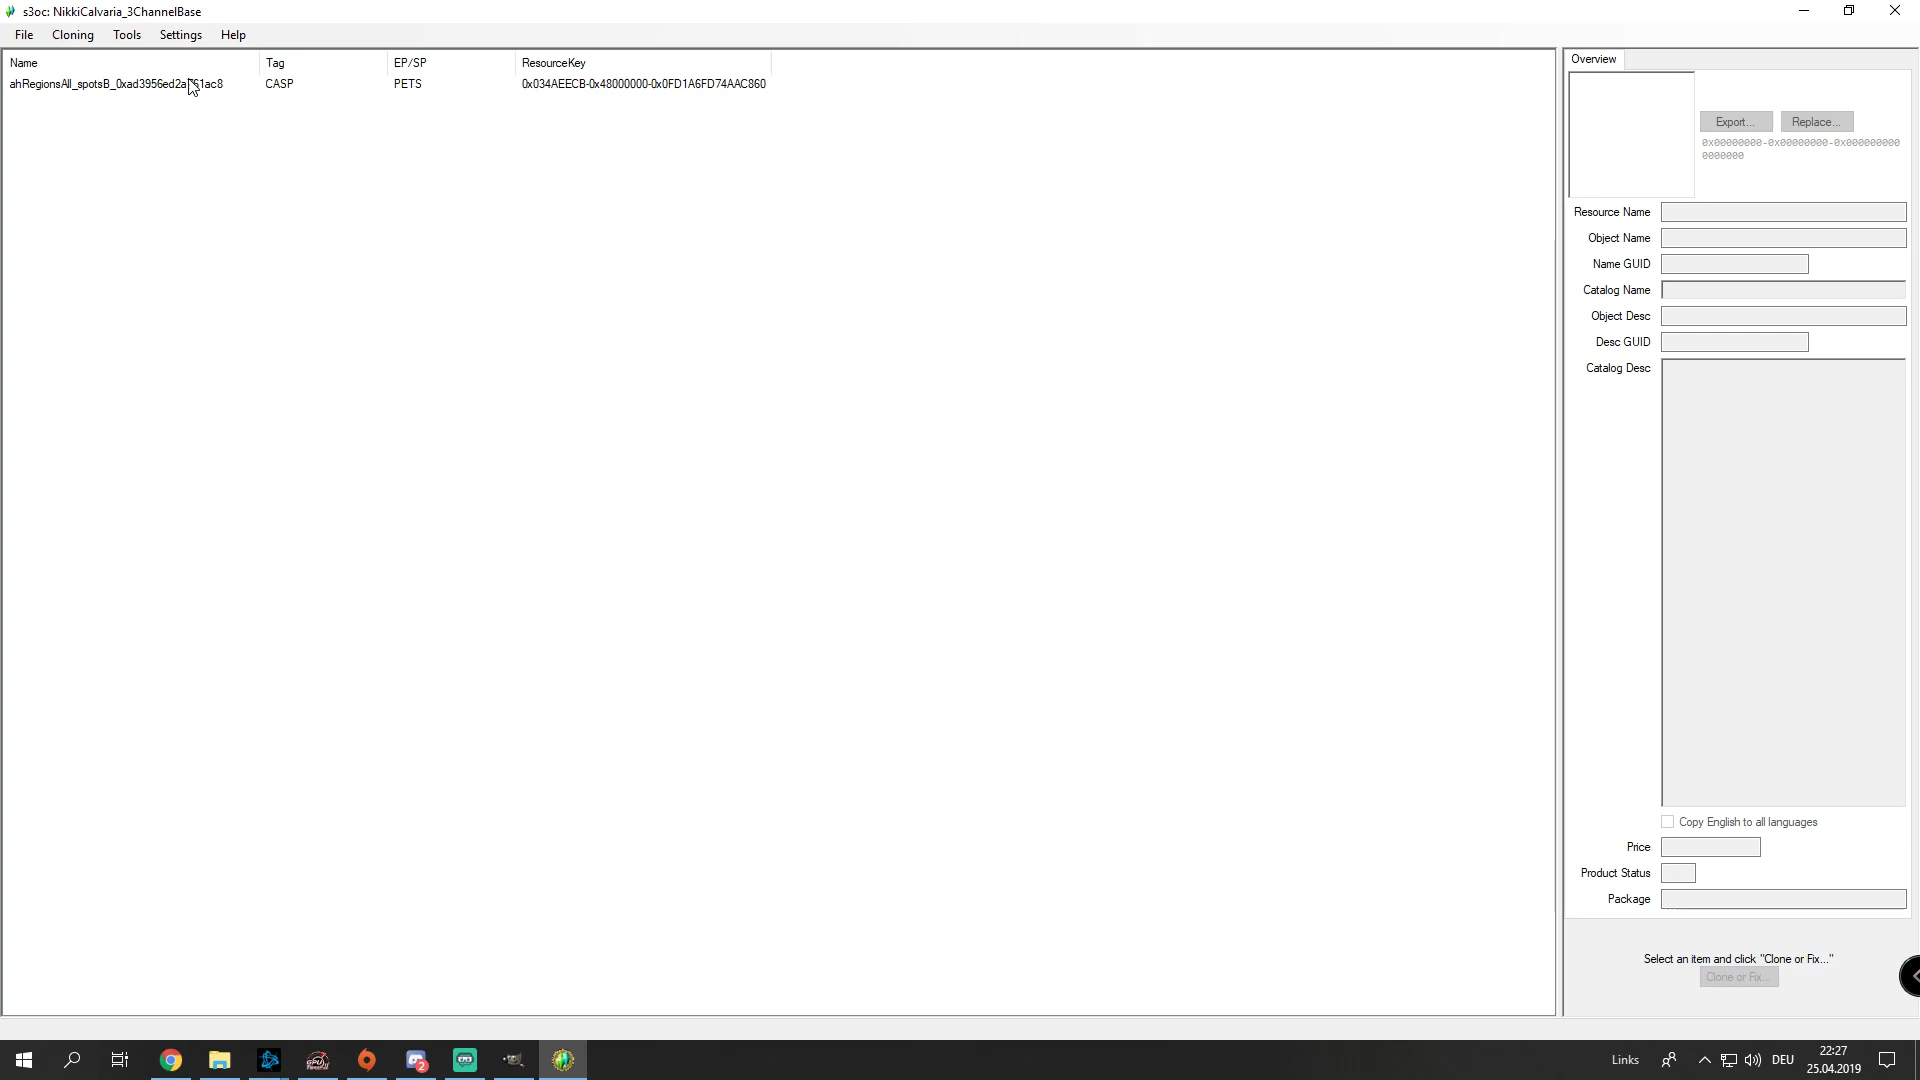 s3oc: NikkiCalvaria_3ChannelBase
File Cloning Tools Settings Help
Name Tag EP/SP ResourceKey
CASP PETS 0x034AEECB-0x48000000-0x0FD1A6FD74AAC860
Overview
Export... Replace...
0x00000000-0x00000000-0x000000000
0000000
Resource Name
Object Name
Name GUID
Catalog Name
Object Desc
Desc GUID
Catalog Desc
Copy English to all languages
Price
Product Status
Package
Select an item and click "Clone or Fix..."
Clone or Fix...
Links DEU 22:27
25.04.2019
2